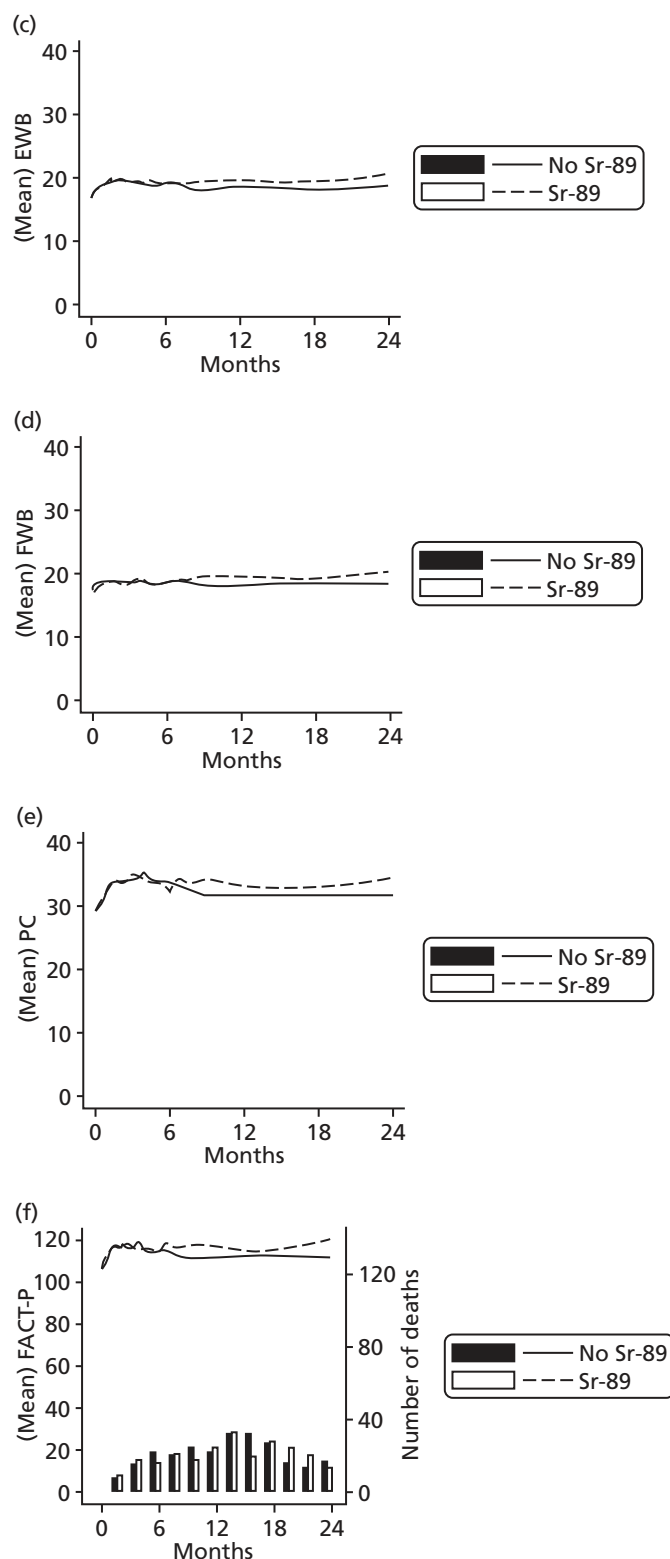 (c)
40
30
20
10
0
(Mean) EWB
0 6 12 18 24
Months
No Sr-89
Sr-89
(d)
40
30
20
10
0
(Mean) FWB
0 6 12 18 24
Months
No Sr-89
Sr-89
(e)
40
30
20
10
0
(Mean) PC
0 6 12 18 24
Months
No Sr-89
Sr-89
(f)
120
100
80
60
40
20
0
(Mean) FACT-P
120
80
40
0
Number of deaths
0 6 12 18 24
Months
No Sr-89
Sr-89